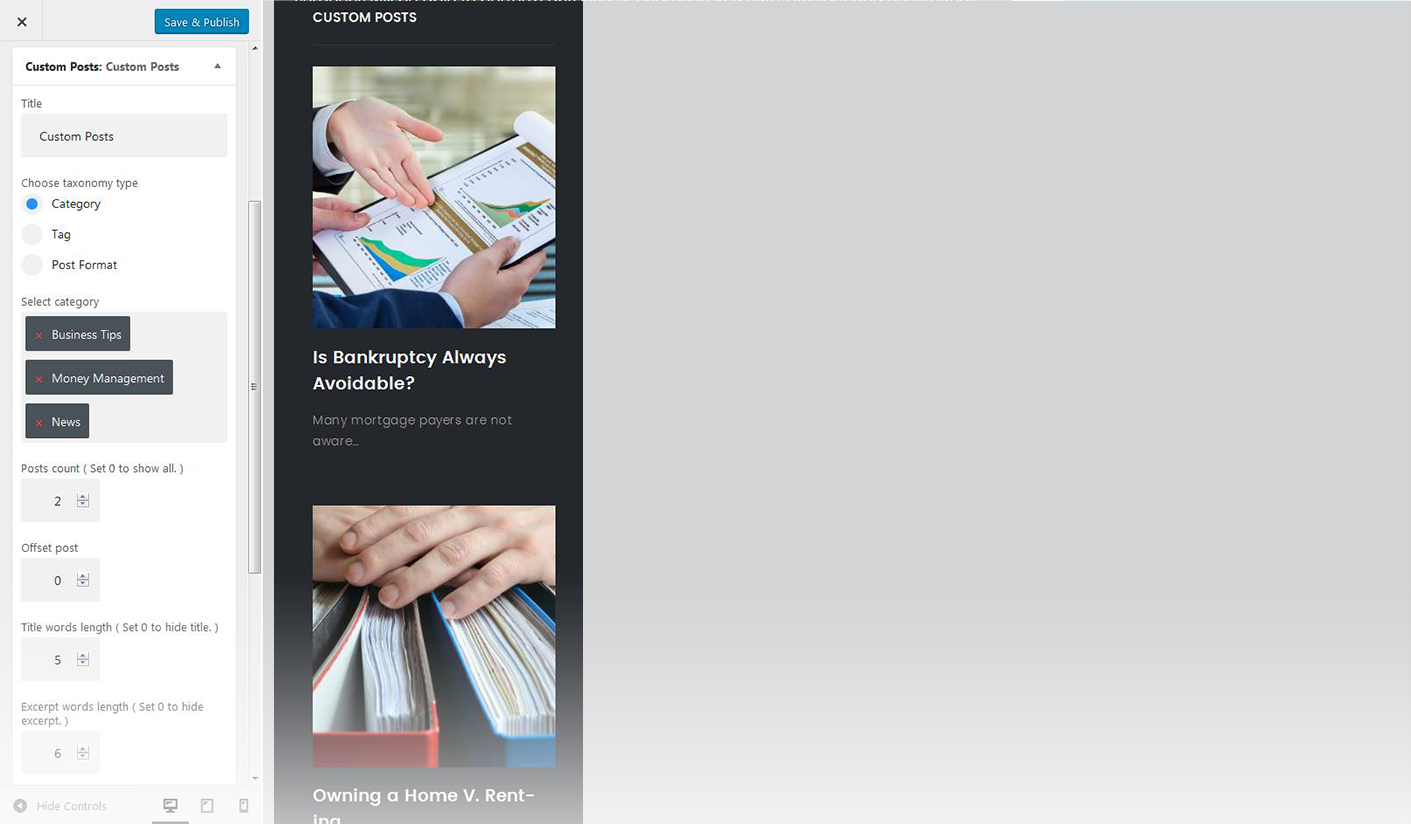 Save & Publish
Custom Posts: Custom Posts
Title
Custom Posts
Choose taxonomy type
Category
Tag
Post Format
Select category
× Business Tips
× Money Management
× News
Posts count ( Set 0 to show all. )
2
Offset post
0
Title words length ( Set 0 to hide title. )
5
Excerpt words length ( Set 0 to hide
excerpt. )
6
Hide Controls
CUSTOM POSTS
Is Bankruptcy Always
Avoidable?
Many mortgage payers are not
aware...
Owning a Home V. Rent-
ing